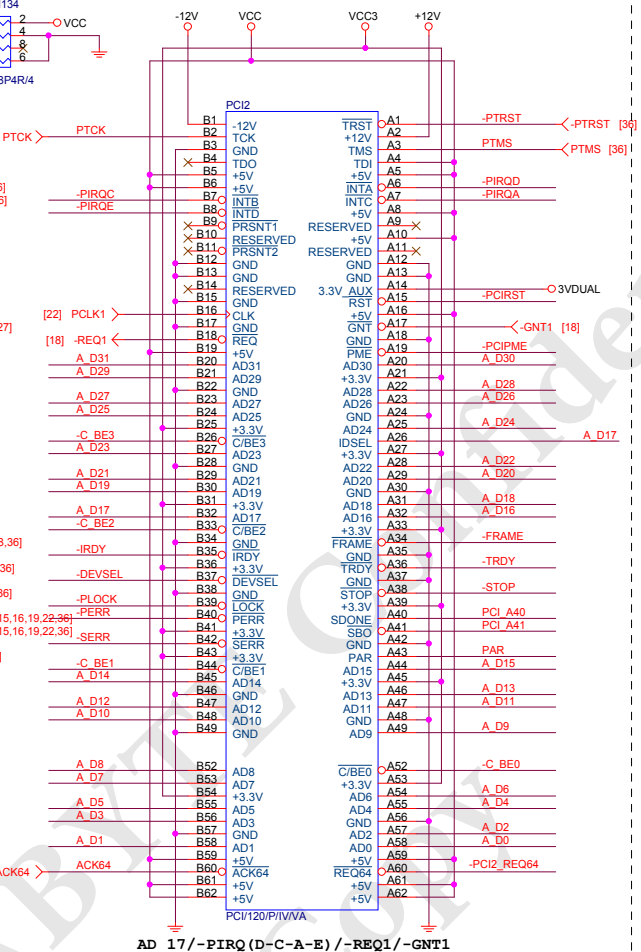 -12V VCC VCC3 +12V
2 VCC
4
8
6
PCI2
B1 -12V TRST A1 -PTRST -PTRST [36]
PTCK PTCK B2 TCK +12V A2
B3 GND TMS A3 PTMS PTMS [36]
B4 TDO TDI A4
B5 +5V +5V A5
B6 +5V INTA A6 -PIRQD
-PIRQC B7 INTB INTC A7 -PIRQA
-PIRQE B8 INTD +5V A8
B9 PRSNT1 RESERVED A9
B10 RESERVED +5V A10
B11 PRSNT2 RESERVED A11
B12 GND GND A12
B13 GND GND A13
B14 RESERVED 3.3V_AUX A14 3VDUAL
B15 GND RST A15 -PCIRST
[22] PCLK1 B16 CLK +5V A16
B17 GND GNT A17 -GNT1 [18]
[18] -REQ1 B18 REQ GND A18
B19 +5V PME A19 -PCIPME
A_D31 B20 AD31 AD30 A20 A_D30
A_D29 B21 AD29 +3.3V A21
B22 GND AD28 A22 A_D28
A_D27 B23 AD27 AD26 A23 A_D26
A_D25 B24 AD25 GND A24
B25 +3.3V AD24 A25 A_D24
-C_BE3 B26 C/BE3 IDSEL A26 A_D17
A_D23 B27 AD23 +3.3V A27
B28 GND AD22 A28 A_D22
A_D21 B29 AD21 AD20 A29 A_D20
A_D19 B30 AD19 GND A30
B31 +3.3V AD18 A31 A_D18
A_D17 B32 AD17 AD16 A32 A_D16
-C_BE2 B33 C/BE2 +3.3V A33
B34 GND FRAME A34 -FRAME
-IRDY B35 IRDY GND A35
B36 +3.3V TRDY A36 -TRDY
-DEVSEL B37 DEVSEL GND A37
B38 GND STOP A38 -STOP
-PLOCK B39 LOCK +3.3V A39
15,16,19,22,36] -PERR B40 PERR SDONE A40 PCI_A40
15,16,19,22,36] B41 +3.3V SBO A41 PCI_A41
-SERR B42 SERR GND A42
B43 +3.3V PAR A43 PAR
-C_BE1 B44 C/BE1 AD15 A44 A_D15
A_D14 B45 AD14 +3.3V A45
B46 GND AD13 A46 A_D13
A_D12 B47 AD12 AD11 A47 A_D11
A_D10 B48 AD10 GND A48
B49 GND AD9 A49 A_D9
A_D8 B52 AD8 C/BE0 A52 -C_BE0
A_D7 B53 AD7 +3.3V A53
B54 +3.3V AD6 A54 A_D6
A_D5 B55 AD5 AD4 A55 A_D4
A_D3 B56 AD3 GND A56
B57 GND AD2 A57 A_D2
A_D1 B58 AD1 AD0 A58 A_D0
B59 +5V +5V A59
ACK64 ACK64 B60 ACK64 REQ64 A60 -PCI2_REQ64
B61 +5V +5V A61
B62 +5V +5V A62
PCI/120/P/IV/VA
AD 17/-PIRQ(D-C-A-E)/-REQ1/-GNT1